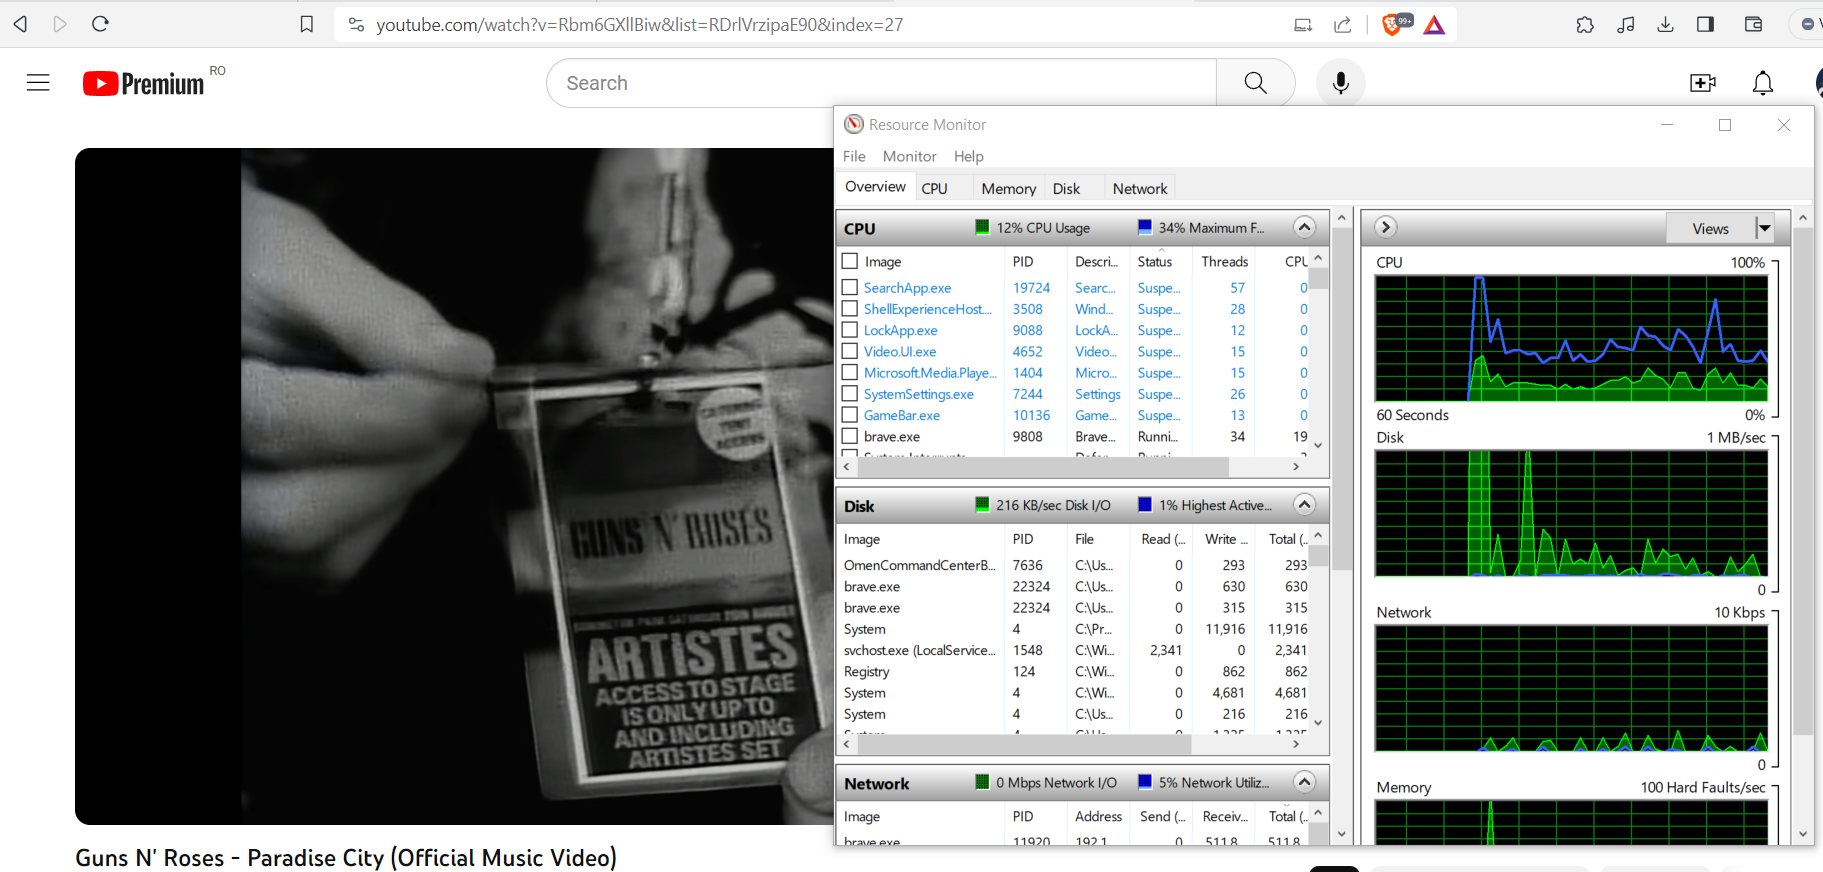 youtube.com/watch?v=Rbm6GXllBiw&list=RDrlVrzipaE90&index=27
99+
Premium RO
Search
Resource Monitor
File Monitor Help
Overview CPU Memory Disk Network
CPU 12% CPU Usage 34% Maximum F...
Image PID Descri... Status Threads CPU
SearchApp.exe 19724 Searc... Suspe... 57 0
ShellExperienceHost.... 3508 Wind... Suspe... 28 0
LockApp.exe 9088 LockA... Suspe... 12 0
Video.UI.exe 4652 Video... Suspe... 15 0
Microsoft.Media.Playe... 1404 Micro... Suspe... 15 0
SystemSettings.exe 7244 Settings Suspe... 26 0
GameBar.exe 10136 Game... Suspe... 13 0
brave.exe 9808 Brave... Runni... 34 19
Disk 216 KB/sec Disk I/O 1% Highest Active...
Image PID File Read (... Write ... Total (..
OmenCommandCenterB... 7636 C:\Us... 0 293 293
brave.exe 22324 C:\Us... 0 630 630
brave.exe 22324 C:\Us... 0 315 315
System 4 C:\Pr... 0 11,916 11,916
svchost.exe (LocalService... 1548 C:\Wi... 2,341 0 2,341
Registry 124 C:\Wi... 0 862 862
System 4 C:\Wi... 0 4,681 4,681
System 4 C:\Us... 0 216 216
Network 0 Mbps Network I/O 5% Network Utiliz...
Image PID Address Send (... Receiv... Total (..
brave.exe 11920 192.1
Views
CPU 100%
60 Seconds 0%
Disk 1 MB/sec
0
Network 10 Kbps
0
Memory 100 Hard Faults/sec
GUNS N' ROSES
ARTISTES
ACCESS TO STAGE
IS ONLY UP TO
AND INCLUDING
ARTISTES SET
Guns N' Roses - Paradise City (Official Music Video)